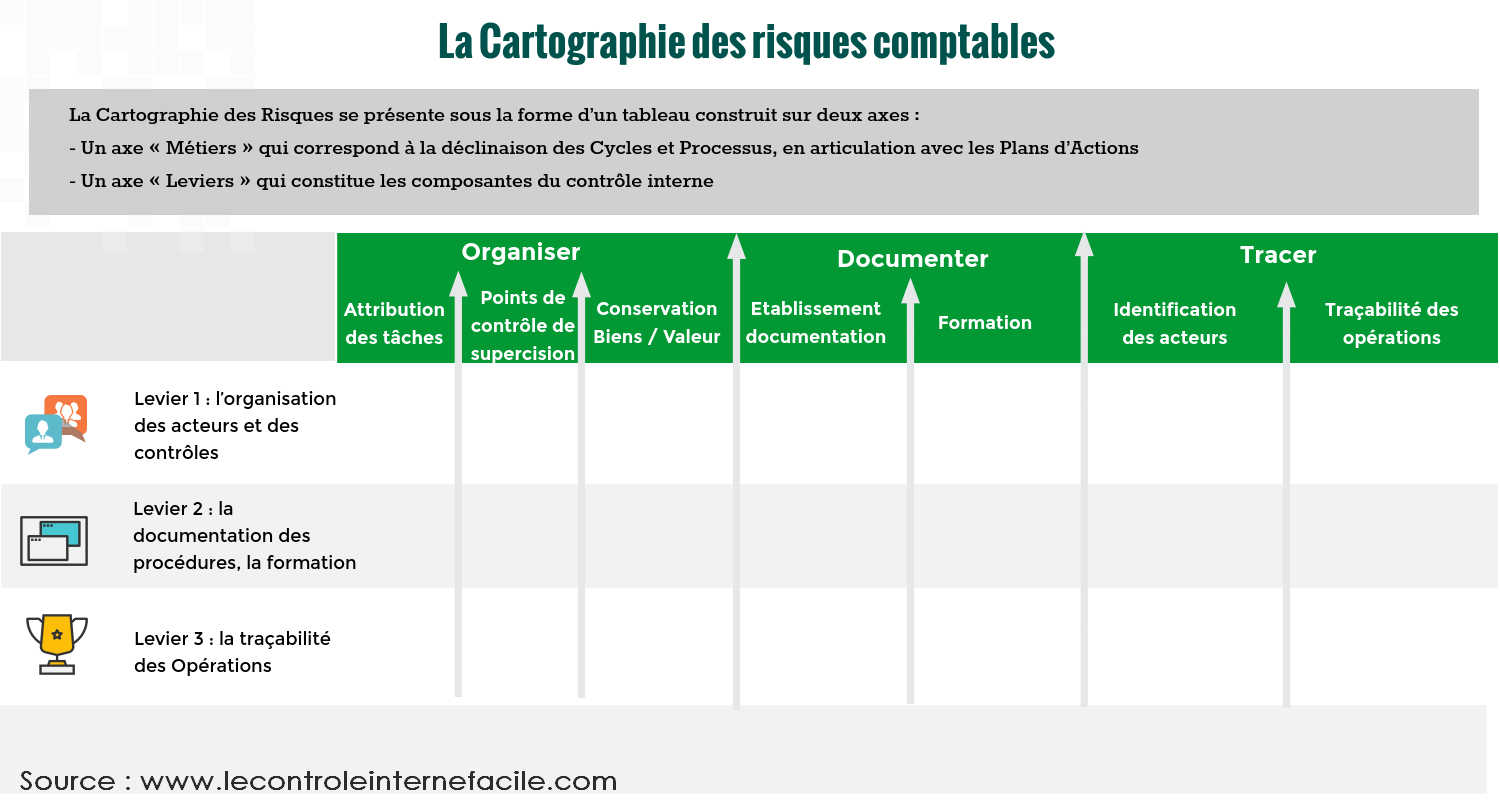 La Cartographie des risques comptables
La Cartographie des Risques se présente sous la forme d'un tableau construit sur deux axes :
- Un axe « Métiers » qui correspond à la déclinaison des Cycles et Processus, en articulation avec les Plans d'Actions
- Un axe « Leviers » qui constitue les composantes du contrôle interne
Organiser
Documenter
Tracer
Attribution
des tâches
Points de
contrôle de
supercision
Conservation
Biens / Valeur
Etablissement
documentation
Formation
Identification
des acteurs
Traçabilité des
opérations
Levier 1 : l'organisation
des acteurs et des
contrôles
Levier 2 : la
documentation des
procédures, la formation
Levier 3 : la traçabilité
des Opérations
Source : www.lecontroleinternefacile.com